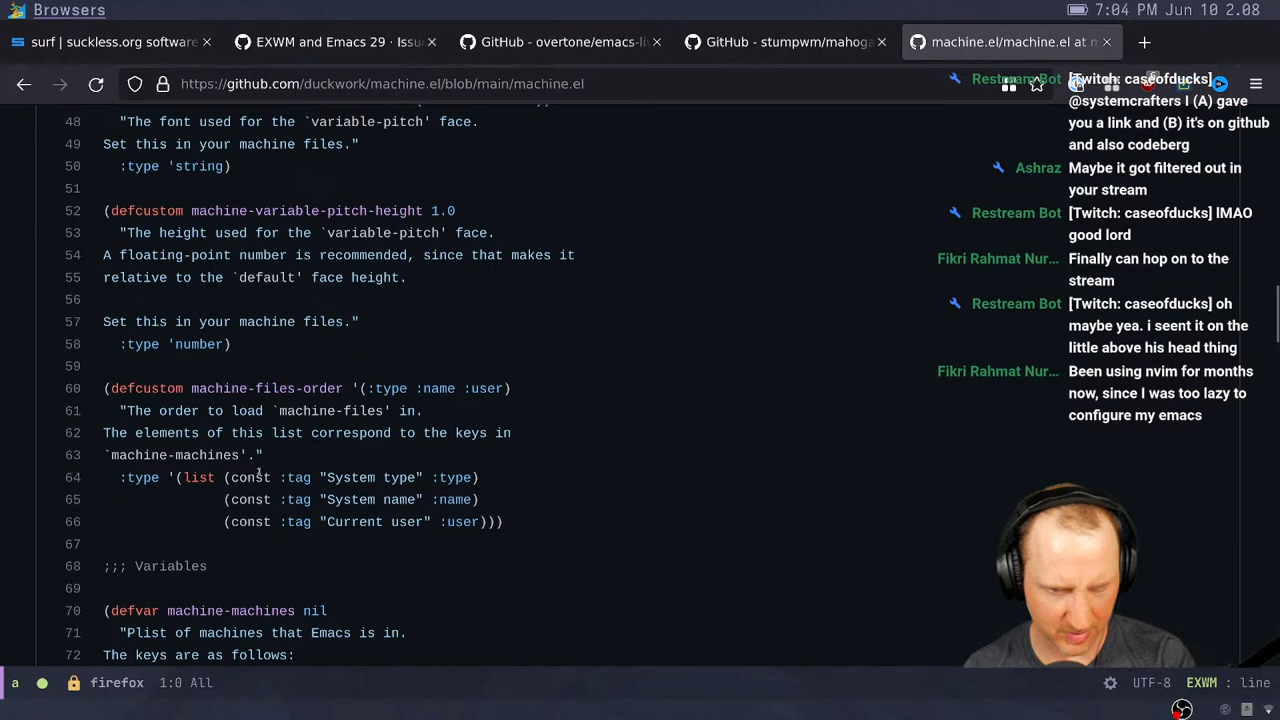 Browsers
7:04 PM Jun 10 2.08
surf | suckless.org software
EXWM and Emacs 29 · Issu
GitHub - overtone/emacs-li
GitHub - stumpwm/mahoga
machine.el/machine.el at m
https://github.com/duckwork/machine.el/blob/main/machine.el
48 "The font used for the `variable-pitch' face.
49 Set this in your machine files."
50 :type 'string)
51
52 (defcustom machine-variable-pitch-height 1.0
53 "The height used for the `variable-pitch' face.
54 A floating-point number is recommended, since that makes it
55 relative to the `default' face height.
56
57 Set this in your machine files."
58 :type 'number)
59
60 (defcustom machine-files-order '(:type :name :user)
61 "The order to load `machine-files' in.
62 The elements of this list correspond to the keys in
63 `machine-machines'."
64 :type '(list (const :tag "System type" :type)
65 (const :tag "System name" :name)
66 (const :tag "Current user" :user)))
67
68 ;;; Variables
69
70 (defvar machine-machines nil
71 "Plist of machines that Emacs is in.
72 The keys are as follows:
Restream Bot [Twitch: caseofducks]
@systemcrafters I (A) gave
you a link and (B) it's on github
and also codeberg
Ashraz Maybe it got filtered out in
your stream
Restream Bot [Twitch: caseofducks] lMAO
good lord
Fikri Rahmat Nur... Finally can hop on to the
stream
Restream Bot [Twitch: caseofducks] oh
maybe yea. i seent it on the
little above his head thing
Fikri Rahmat Nur... Been using nvim for months
now, since I was too lazy to
configure my emacs
a firefox 1:0 All
UTF-8 EXWM : line